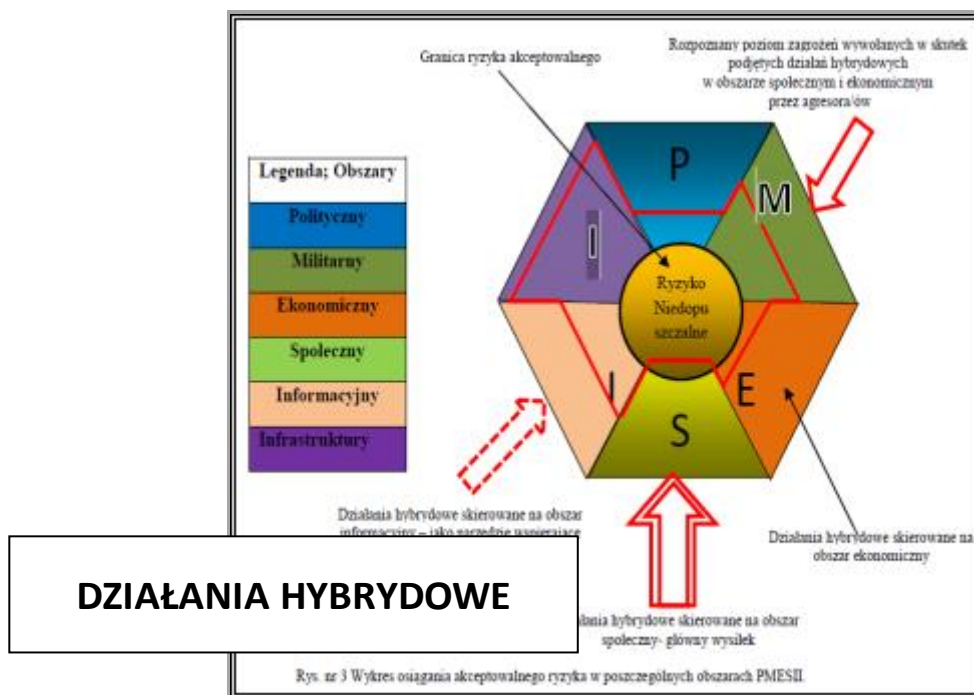 Granica ryzyka akceptowalnego
Rozpoznany poziom zagrożeń wywołanych w skutek
podjętych działań hybrydowych
w obszarze społecznym i ekonomicznym
przez agresora/ów
Legenda; Obszary
Polityczny
Militarny
Ekonomiczny
Społeczny
Informacyjny
Infrastruktury
P
M
I
Ryzyko
Niedopu
szczalne
I
E
S
Działania hybrydowe skierowane na obszar
informacyjny – jako narzędzie wspierające
Działania hybrydowe skierowane na
obszar ekonomiczny
DZIAŁANIA HYBRYDOWE
ałania hybrydowe skierowane na obszar
społeczny- główny wysiłek
Rys. nr 3 Wykres osiągania akceptowalnego ryzyka w poszczególnych obszarach PMESII.